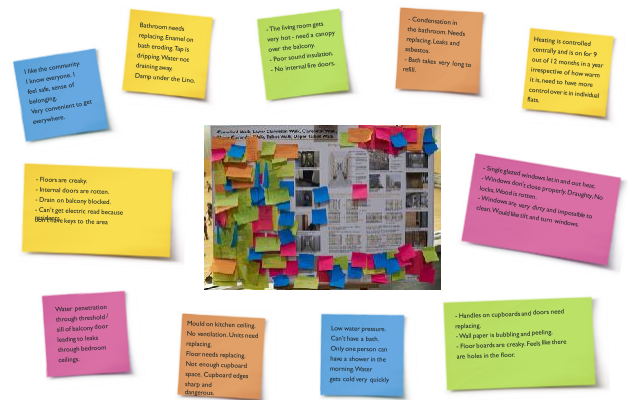 Bathroom needs
replacing. Enamel on
bath eroding. Tap is
dripping. Water not
draining away.
Damp under the Lino.
- The living room gets
very hot - need a canopy
over the balcony.
- Poor sound insulation.
- No internal fire doors.
- Condensation in
the bathroom. Needs
replacing. Leaks and
asbestos.
- Bath takes very long to
refill.
Heating is controlled
centrally and is on for 9
out of 12 months in a year
irrespective of how warm
it is, need to have more
control over it in individual
flats.
I like the community.
I know everyone. I
feel safe, sense of
belonging.
Very convenient to get
everywhere.
- Floors are creaky.
- Internal doors are rotten.
- Drain on balcony blocked.
- Can't get electric read because
don't have keys to the area
- Single glazed windows let in and out heat.
- Windows don't close properly. Draughty. No
locks. Wood is rotten.
- Windows are very dirty and impossible to
clean. Would like tilt and turn windows.
Water penetration
through threshold /
sill of balcony door
leading to leaks
through bedroom
ceilings.
Mould on kitchen ceiling.
No ventilation. Units need
replacing.
Floor needs replacing.
Not enough cupboard
space. Cupboard edges
sharp and
dangerous.
Low water pressure.
Can't have a bath.
Only one person can
have a shower in the
morning. Water
gets cold very quickly
- Handles on cupboards and doors need
replacing.
- Wall paper is bubbling and peeling.
- Floor boards are creaky. Feels like there
are holes in the floor.